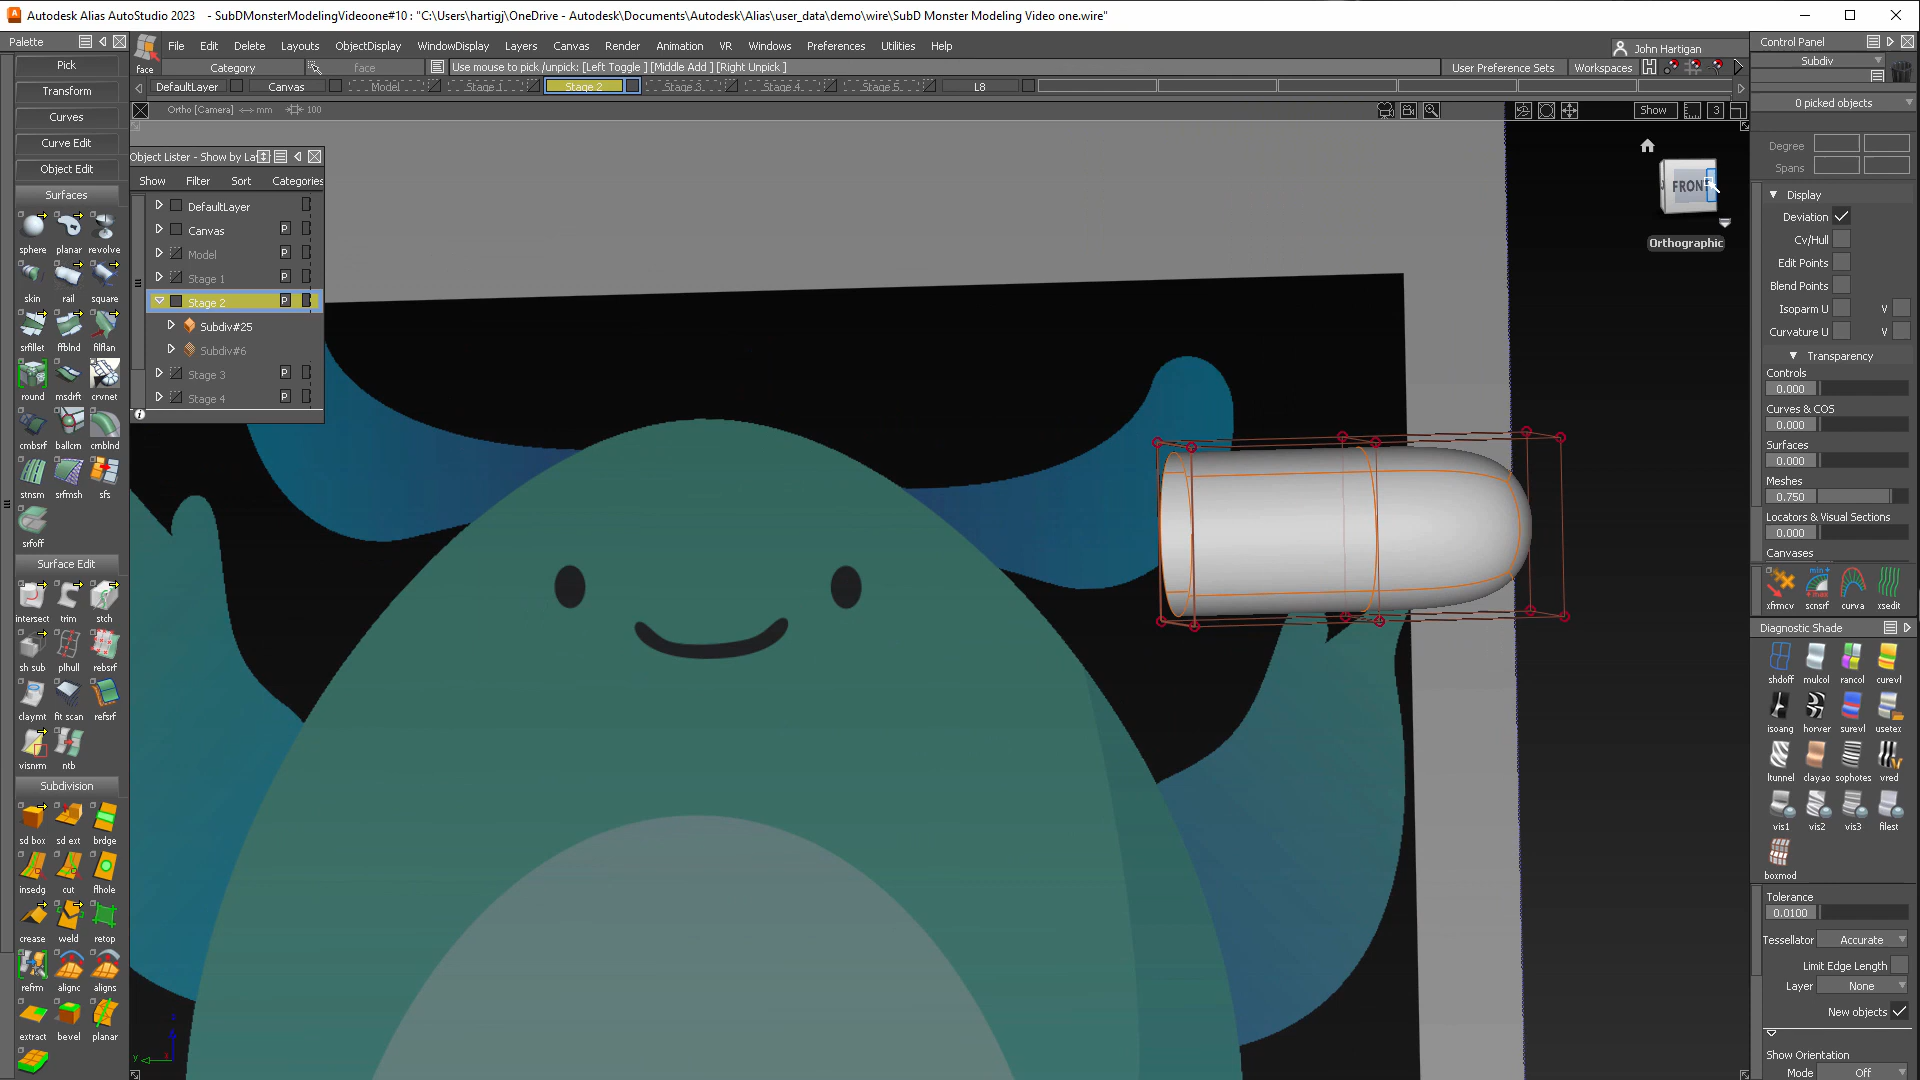 Autodesk Alias AutoStudio 2023 - SubDMonsterModelingVideoone#10 : "C:\Users\hartigj\OneDrive - Autodesk\Documents\Autodesk\Alias\user_data\demo\wire\SubD Monster Modeling Video one.wire"
Palette
File Edit Delete Layouts ObjectDisplay WindowDisplay Layers Canvas Render Animation VR Windows Preferences Utilities Help
John Hartigan
Control Panel
face
Category
face
Use mouse to pick /unpick: [Left Toggle ] [Middle Add ] [Right Unpick ]
User Preference Sets
Workspaces
Subdiv
DefaultLayer Canvas Model Stage 1 Stage 2 Stage 3 Stage 4 Stage 5 L8
0 picked objects
Ortho [Camera] <-> mm 100
Show
3
Pick
Transform
Curves
Curve Edit
Object Edit
Surfaces
sphere planar revolve
skin rail square
srfillet ffblnd filflan
round msdrft crvnet
cmbsrf ballcrn cmblnd
stnsm srfmsh sfs
srfoff
Surface Edit
intersect trim stch
sh sub plhull rebsrf
claymt fit scan refsrf
visnrm ntb
Subdivision
sd box sd ext brdge
insedg cut flhole
crease weld retop
refrm alignc aligns
extract bevel planar
Object Lister - Show by La
Show Filter Sort Categories
DefaultLayer
Canvas P
Model P
Stage 1 P
Stage 2 P
Subdiv#25
Subdiv#6
Stage 3 P
Stage 4 P
FRONT
Orthographic
z
y
Degree
Spans
Display
Deviation
Cv/Hull
Edit Points
Blend Points
Isoparm U V
Curvature U V
Transparency
Controls
0.000
Curves & COS
0.000
Surfaces
0.000
Meshes
0.750
Locators & Visual Sections
0.000
Canvases
min+
max
xfrmcv scnsrf curva xsedit
Diagnostic Shade
shdoff mulcol rancol curevl
isoang horver surevl usetex
ltunnel clayao sophotes vred
vis1 vis2 vis3 filest
boxmod
Tolerance
0.0100
Tessellator Accurate
Limit Edge Length
Layer None
New objects
Show Orientation
Mode Off